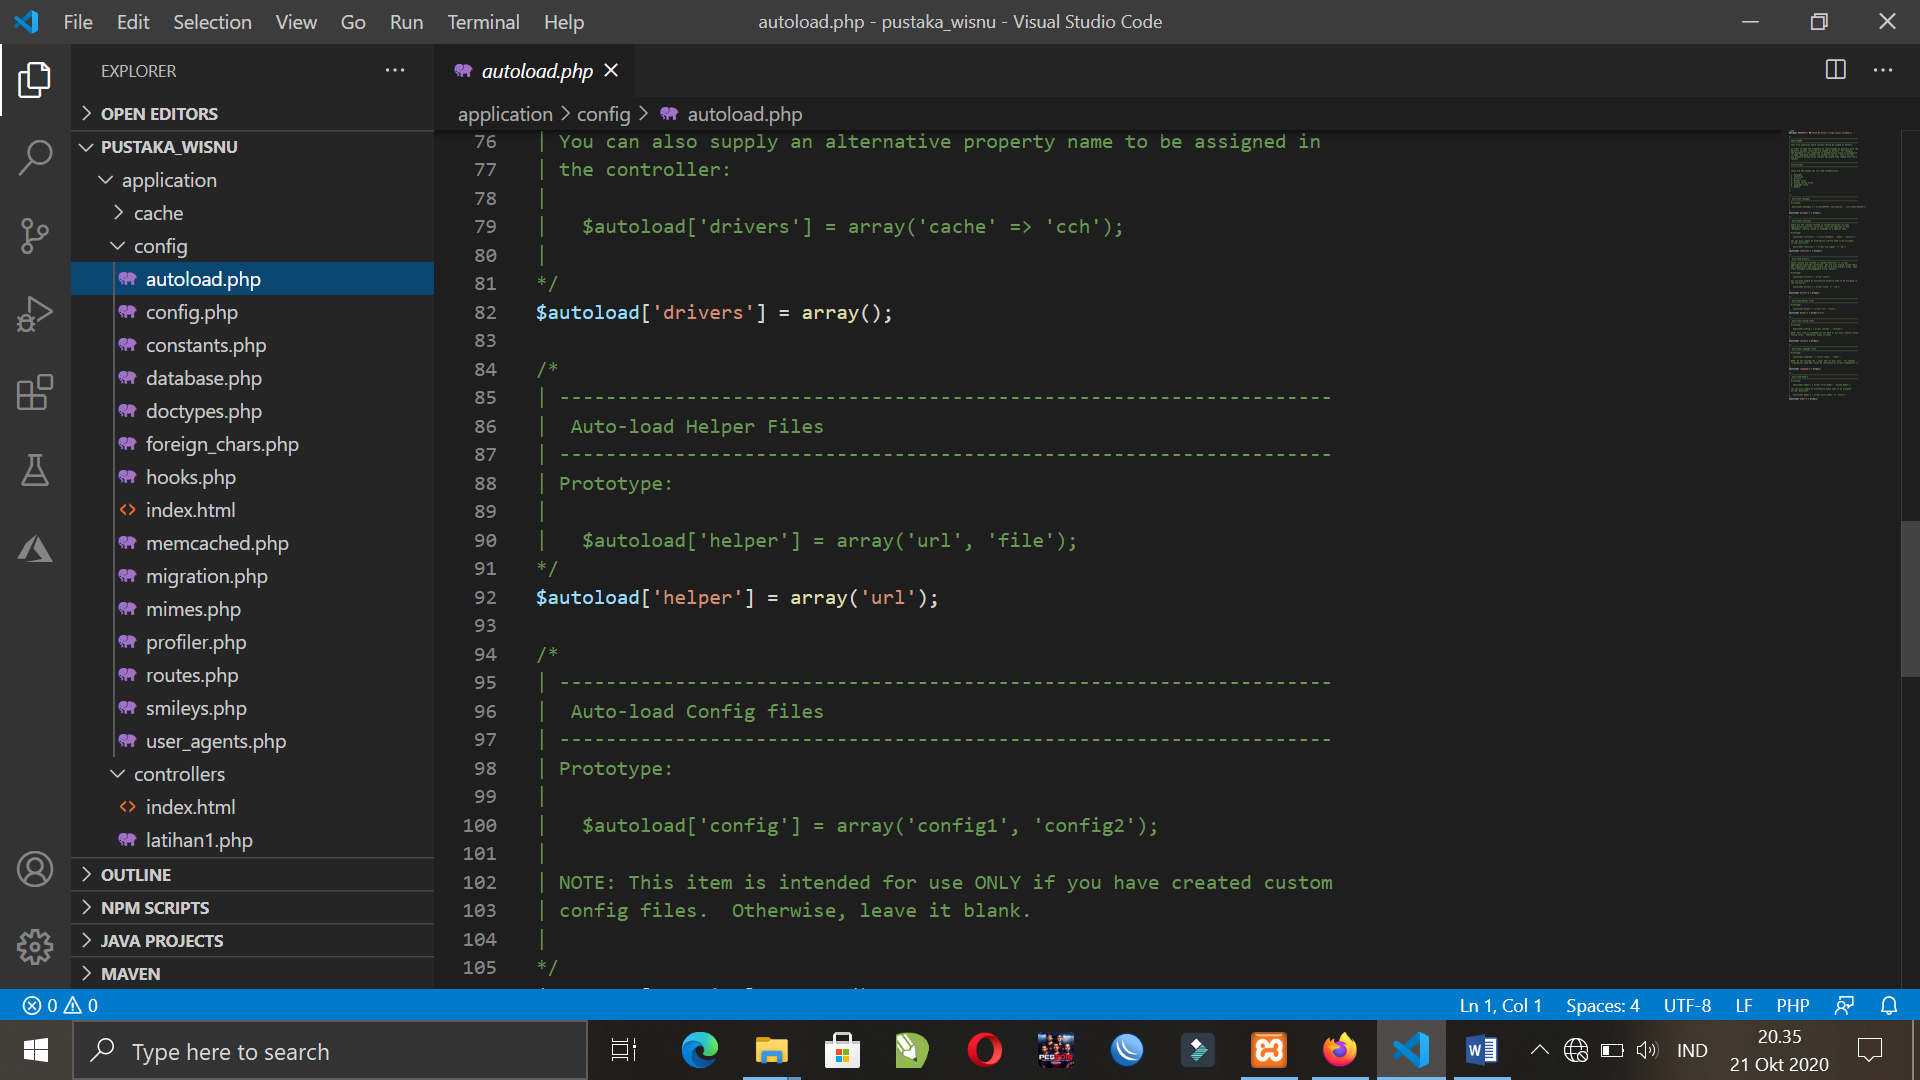 File Edit Selection View Go Run Terminal Help
autoload.php - pustaka_wisnu - Visual Studio Code
EXPLORER
OPEN EDITORS
PUSTAKA_WISNU
application
cache
config
autoload.php
config.php
constants.php
database.php
doctypes.php
foreign_chars.php
hooks.php
index.html
memcached.php
migration.php
mimes.php
profiler.php
routes.php
smileys.php
user_agents.php
controllers
index.html
latihan1.php
OUTLINE
NPM SCRIPTS
JAVA PROJECTS
MAVEN
autoload.php
application > config > autoload.php
76 | You can also supply an alternative property name to be assigned in
77 | the controller:
78 |
79 |   $autoload['drivers'] = array('cache' => 'cch');
80 |
81 */
82 $autoload['drivers'] = array();
83
84 /*
85 | -------------------------------------------------------------------
86 |  Auto-load Helper Files
87 | -------------------------------------------------------------------
88 | Prototype:
89 |
90 |   $autoload['helper'] = array('url', 'file');
91 */
92 $autoload['helper'] = array('url');
93
94 /*
95 | -------------------------------------------------------------------
96 |  Auto-load Config files
97 | -------------------------------------------------------------------
98 | Prototype:
99 |
100 |   $autoload['config'] = array('config1', 'config2');
101 |
102 | NOTE: This item is intended for use ONLY if you have created custom
103 | config files.  Otherwise, leave it blank.
104 |
105 */
0 0
Ln 1, Col 1 Spaces: 4 UTF-8 LF PHP
Type here to search
IND
20.35
21 Okt 2020